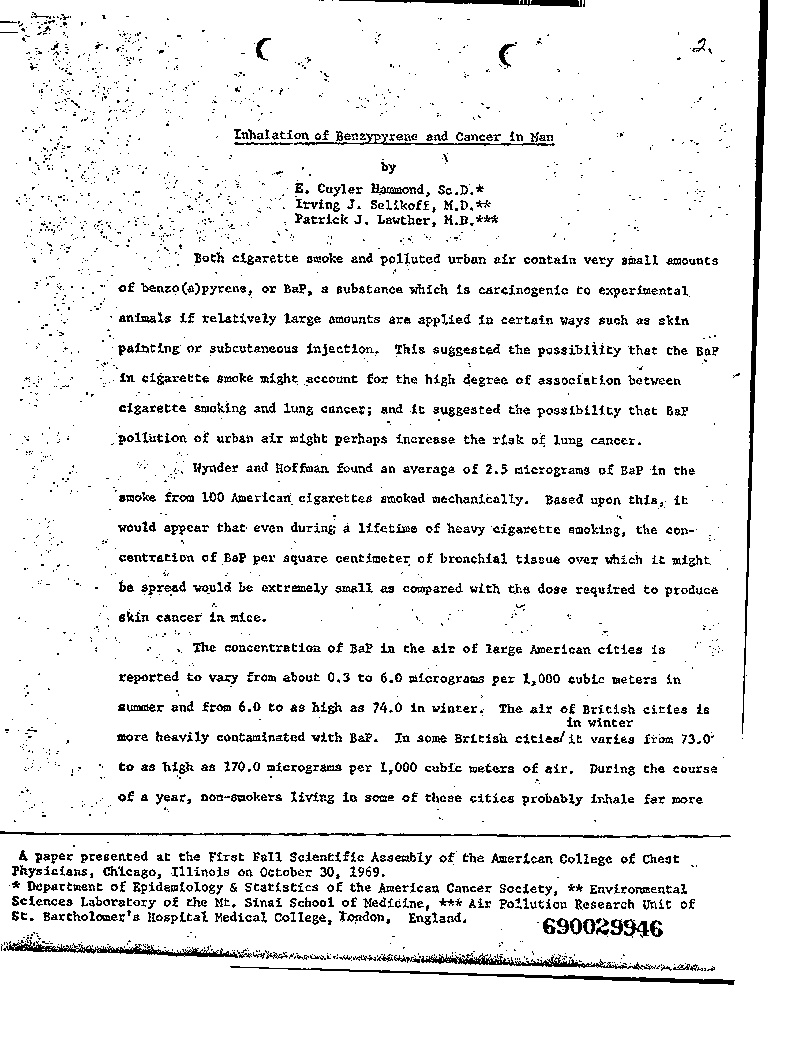 2.
Inhalation of Benzypyrene and Cancer in Man
by
E. Cuyler Hammond, Sc.D.*
Irving J. Selikoff, M.D.**
Patrick J. Lawther, M.B.***
Both cigarette smoke and polluted urban air contain very small amounts
of benzo(a)pyrene, or BaP, a substance which is carcinogenic to experimental
animals if relatively large amounts are applied in certain ways such as skin
painting or subcutaneous injection. This suggested the possibility that the BaP
in cigarette smoke might account for the high degree of association between
cigarette smoking and lung cancer; and it suggested the possibility that BaP
pollution of urban air might perhaps increase the risk of lung cancer.
Wynder and Hoffman found an average of 2.5 micrograms of BaP in the
smoke from 100 American cigarettes smoked mechanically. Based upon this, it
would appear that even during a lifetime of heavy cigarette smoking, the con-
centration of BaP per square centimeter of bronchial tissue over which it might
be spread would be extremely small as compared with the dose required to produce
skin cancer in mice.
The concentration of BaP in the air of large American cities is
reported to vary from about 0.3 to 6.0 micrograms per 1,000 cubic meters in
summer and from 6.0 to as high as 74.0 in winter. The air of British cities is
in winter
more heavily contaminated with BaP. In some British cities/it varies from 73.0
to as high as 170.0 micrograms per 1,000 cubic meters of air. During the course
of a year, non-smokers living in some of these cities probably inhale far more
A paper presented at the First Fall Scientific Assembly of the American College of Chest
Physicians, Chicago, Illinois on October 30, 1969.
* Department of Epidemiology & Statistics of the American Cancer Society, ** Environmental
Sciences Laboratory of the Mt. Sinai School of Medicine, *** Air Pollution Research Unit of
St. Bartholomew's Hospital Medical College, London, England.
690029946